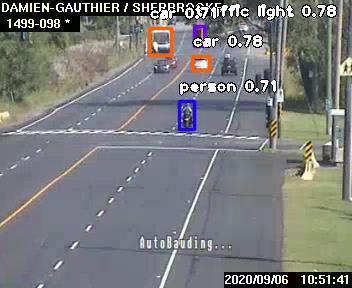 DAMIEN-GAUTHIER / SHERBROOKE
car 0.71 traffic light 0.78
1499-098 *
car 0.78
person 0.71
AutoBauding...
2020/09/06 10:51:41